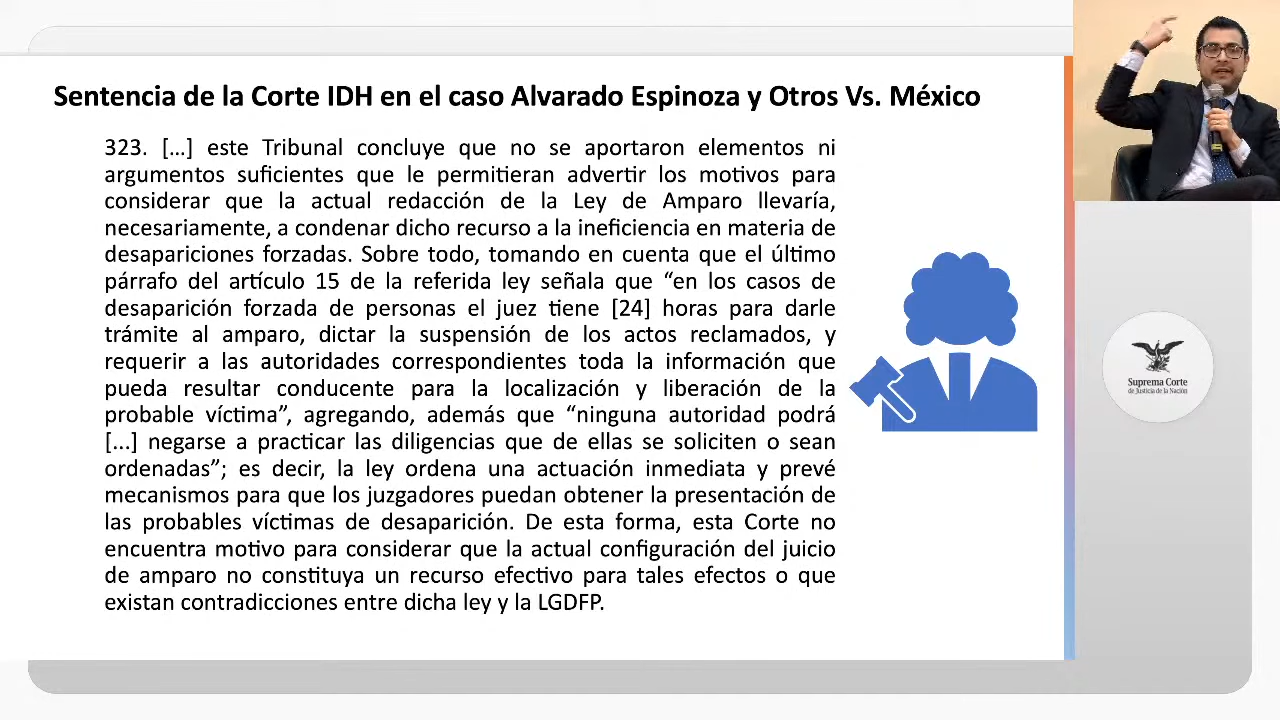 Sentencia de la Corte IDH en el caso Alvarado Espinoza y Otros Vs. México
323. [...] este Tribunal concluye que no se aportaron elementos ni
argumentos suficientes que le permitieran advertir los motivos para
considerar que la actual redacción de la Ley de Amparo llevaría,
necesariamente, a condenar dicho recurso a la ineficiencia en materia de
desapariciones forzadas. Sobre todo, tomando en cuenta que el último
párrafo del artículo 15 de la referida ley señala que “en los casos de
desaparición forzada de personas el juez tiene [24] horas para darle
trámite al amparo, dictar la suspensión de los actos reclamados, y
requerir a las autoridades correspondientes toda la información que
pueda resultar conducente para la localización y liberación de la
probable víctima”, agregando, además que “ninguna autoridad podrá
[...] negarse a practicar las diligencias que de ellas se soliciten o sean
ordenadas”; es decir, la ley ordena una actuación inmediata y prevé
mecanismos para que los juzgadores puedan obtener la presentación de
las probables víctimas de desaparición. De esta forma, esta Corte no
encuentra motivo para considerar que la actual configuración del juicio
de amparo no constituya un recurso efectivo para tales efectos o que
existan contradicciones entre dicha ley y la LGDFP.
Suprema Corte
de Justicia de la Nación